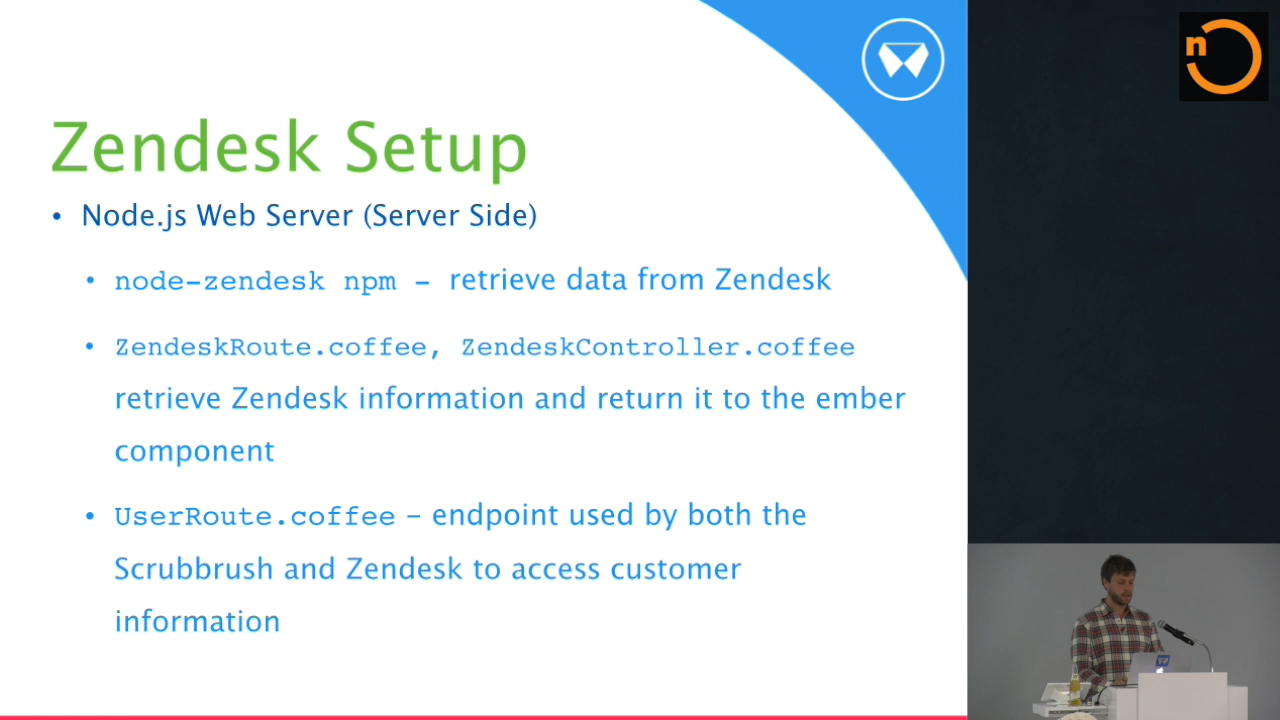 n
Zendesk Setup
• Node.js Web Server (Server Side)
• node-zendesk npm – retrieve data from Zendesk
• ZendeskRoute.coffee, ZendeskController.coffee
retrieve Zendesk information and return it to the ember
component
• UserRoute.coffee – endpoint used by both the
Scrubbrush and Zendesk to access customer
information